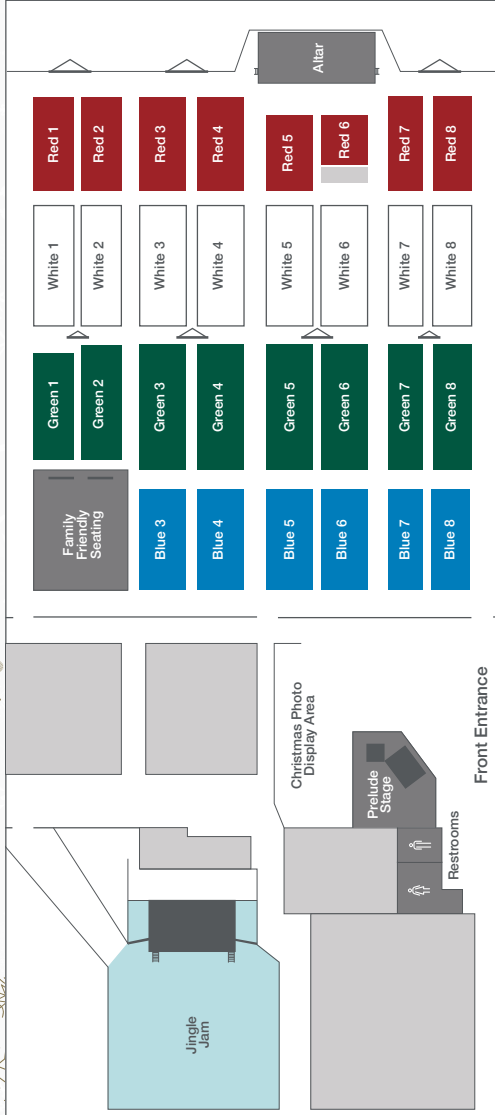 Altar
Red 1
Red 2
Red 3
Red 4
Red 5
Red 6
Red 7
Red 8
White 1
White 2
White 3
White 4
White 5
White 6
White 7
White 8
Green 1
Green 2
Green 3
Green 4
Green 5
Green 6
Green 7
Green 8
Family
Friendly
Seating
Blue 3
Blue 4
Blue 5
Blue 6
Blue 7
Blue 8
Christmas Photo
Display Area
Prelude
Stage
Front Entrance
Restrooms
Jingle
Jam